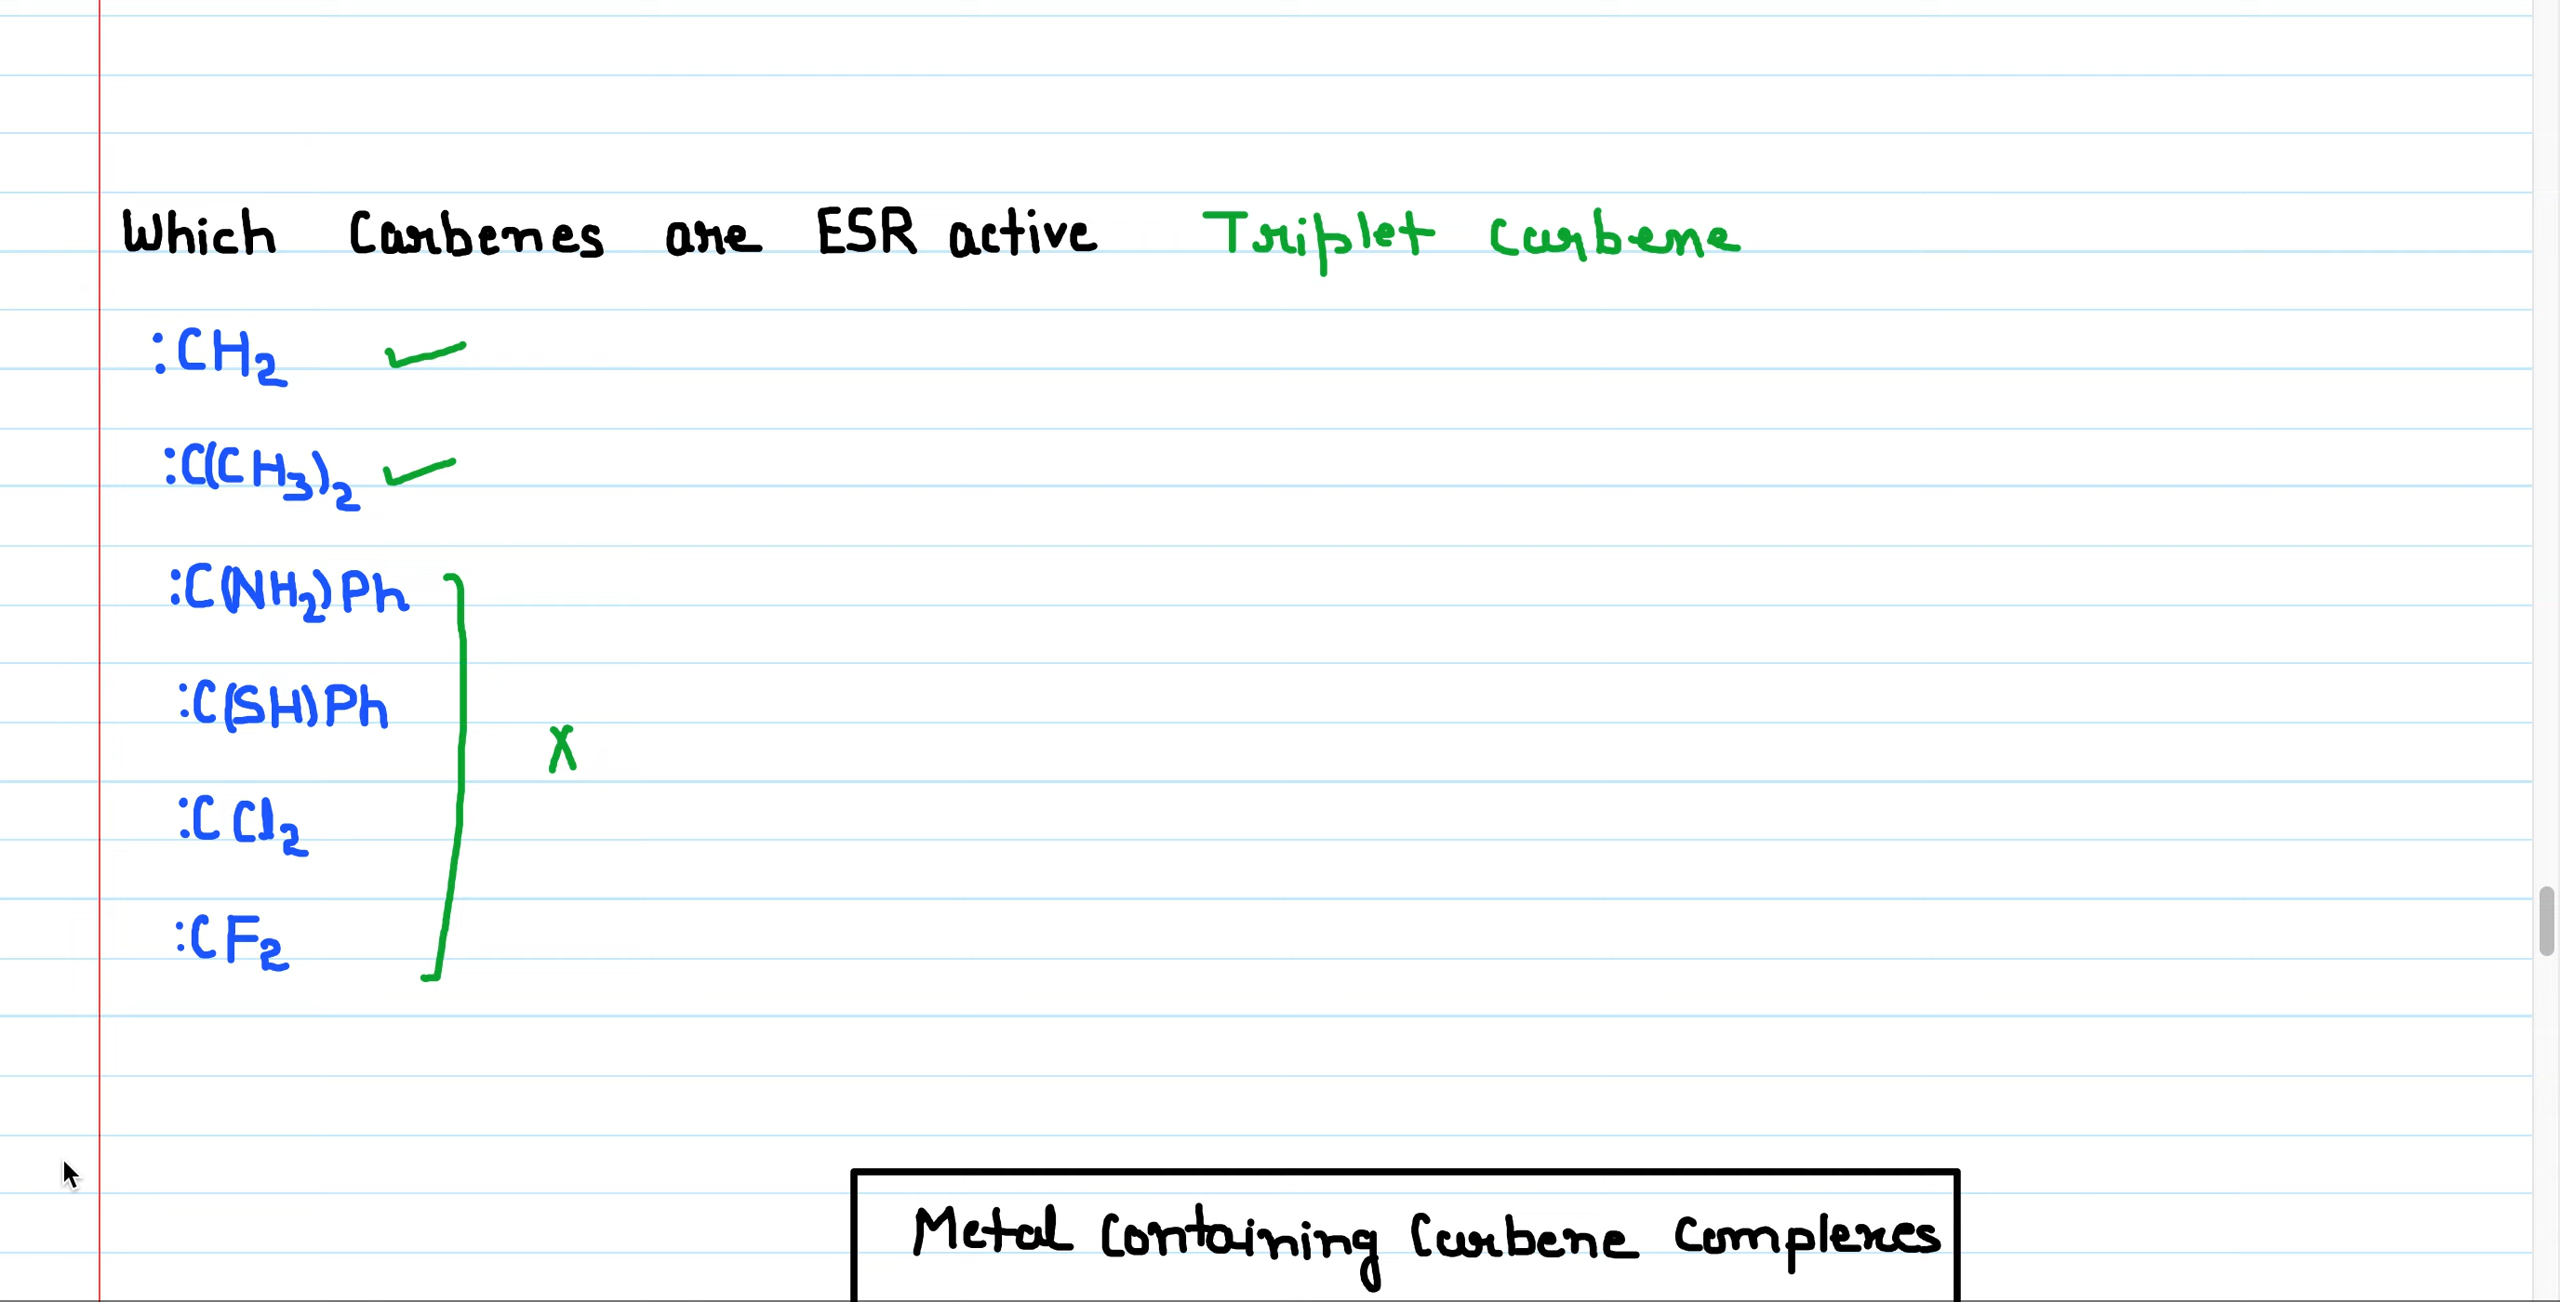 Which Carbenes are ESR active Triplet Carbene
:CH₂ ✓
:C(CH₃)₂ ✓
:C(NH₂)Ph
:C(SH)Ph
X
:CCl₂
:CF₂
Metal Containing Carbene Complexes